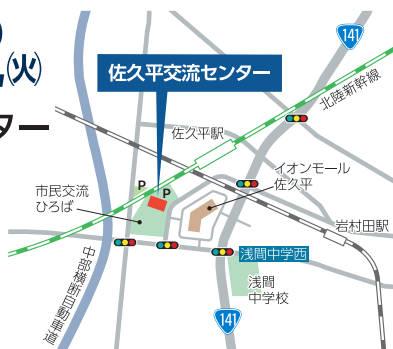 (火)
ター
141
佐久平交流センター
北陸新幹線
佐久平駅
イオンモール
佐久平
P
P
市民交流
ひろば
岩村田駅
浅間中学西
中部横断自動車道
浅間
中学校
141